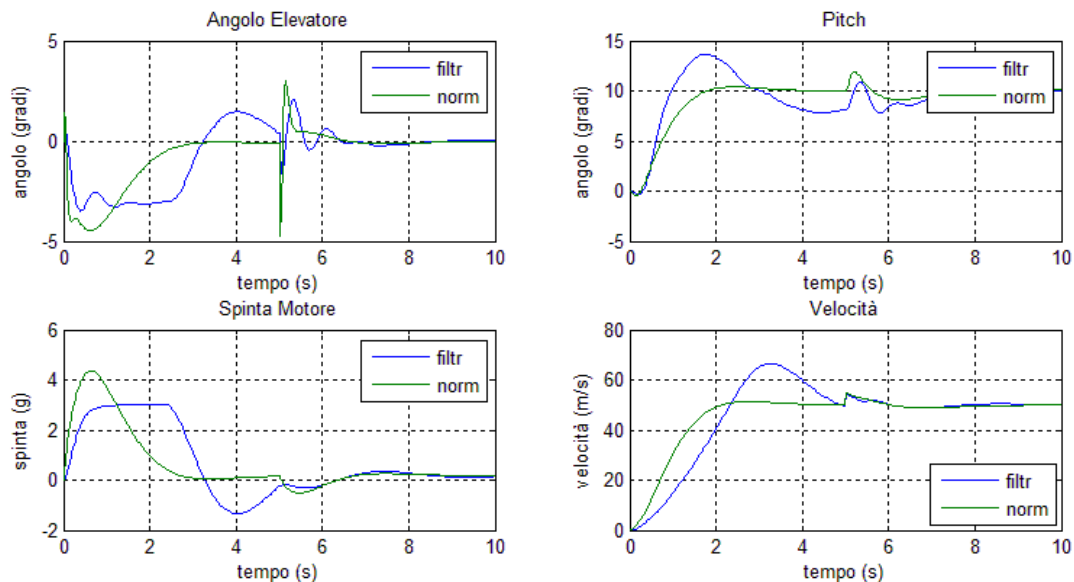 Angolo Elevatore
5
0
-5
angolo (gradi)
filtr
norm
0 2 4 6 8 10
tempo (s)
Pitch
15
10
5
0
-5
angolo (gradi)
filtr
norm
0 2 4 6 8 10
tempo (s)
Spinta Motore
6
4
2
0
-2
spinta (g)
filtr
norm
0 2 4 6 8 10
tempo (s)
Velocità
80
60
40
20
0
velocità (m/s)
filtr
norm
0 2 4 6 8 10
tempo (s)